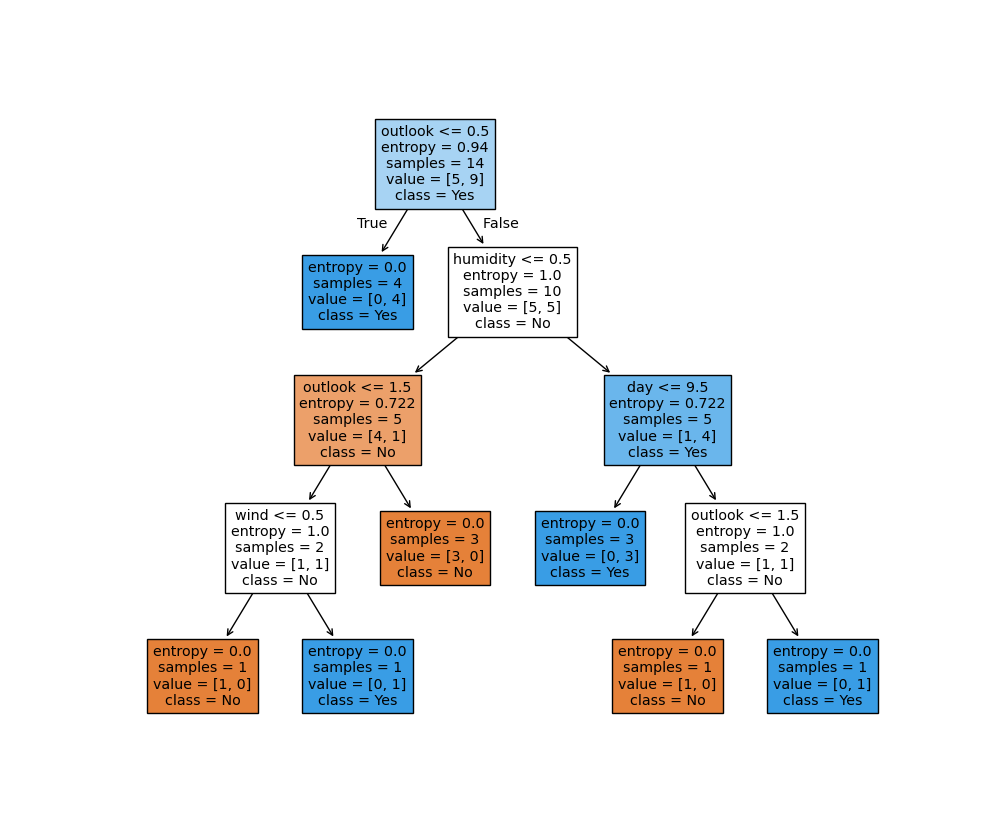 outlook <= 0.5
entropy = 0.94
samples = 14
value = [5, 9]
class = Yes
True
False
entropy = 0.0
samples = 4
value = [0, 4]
class = Yes
humidity <= 0.5
entropy = 1.0
samples = 10
value = [5, 5]
class = No
outlook <= 1.5
entropy = 0.722
samples = 5
value = [4, 1]
class = No
day <= 9.5
entropy = 0.722
samples = 5
value = [1, 4]
class = Yes
wind <= 0.5
entropy = 1.0
samples = 2
value = [1, 1]
class = No
entropy = 0.0
samples = 3
value = [3, 0]
class = No
entropy = 0.0
samples = 3
value = [0, 3]
class = Yes
outlook <= 1.5
entropy = 1.0
samples = 2
value = [1, 1]
class = No
entropy = 0.0
samples = 1
value = [1, 0]
class = No
entropy = 0.0
samples = 1
value = [0, 1]
class = Yes
entropy = 0.0
samples = 1
value = [1, 0]
class = No
entropy = 0.0
samples = 1
value = [0, 1]
class = Yes